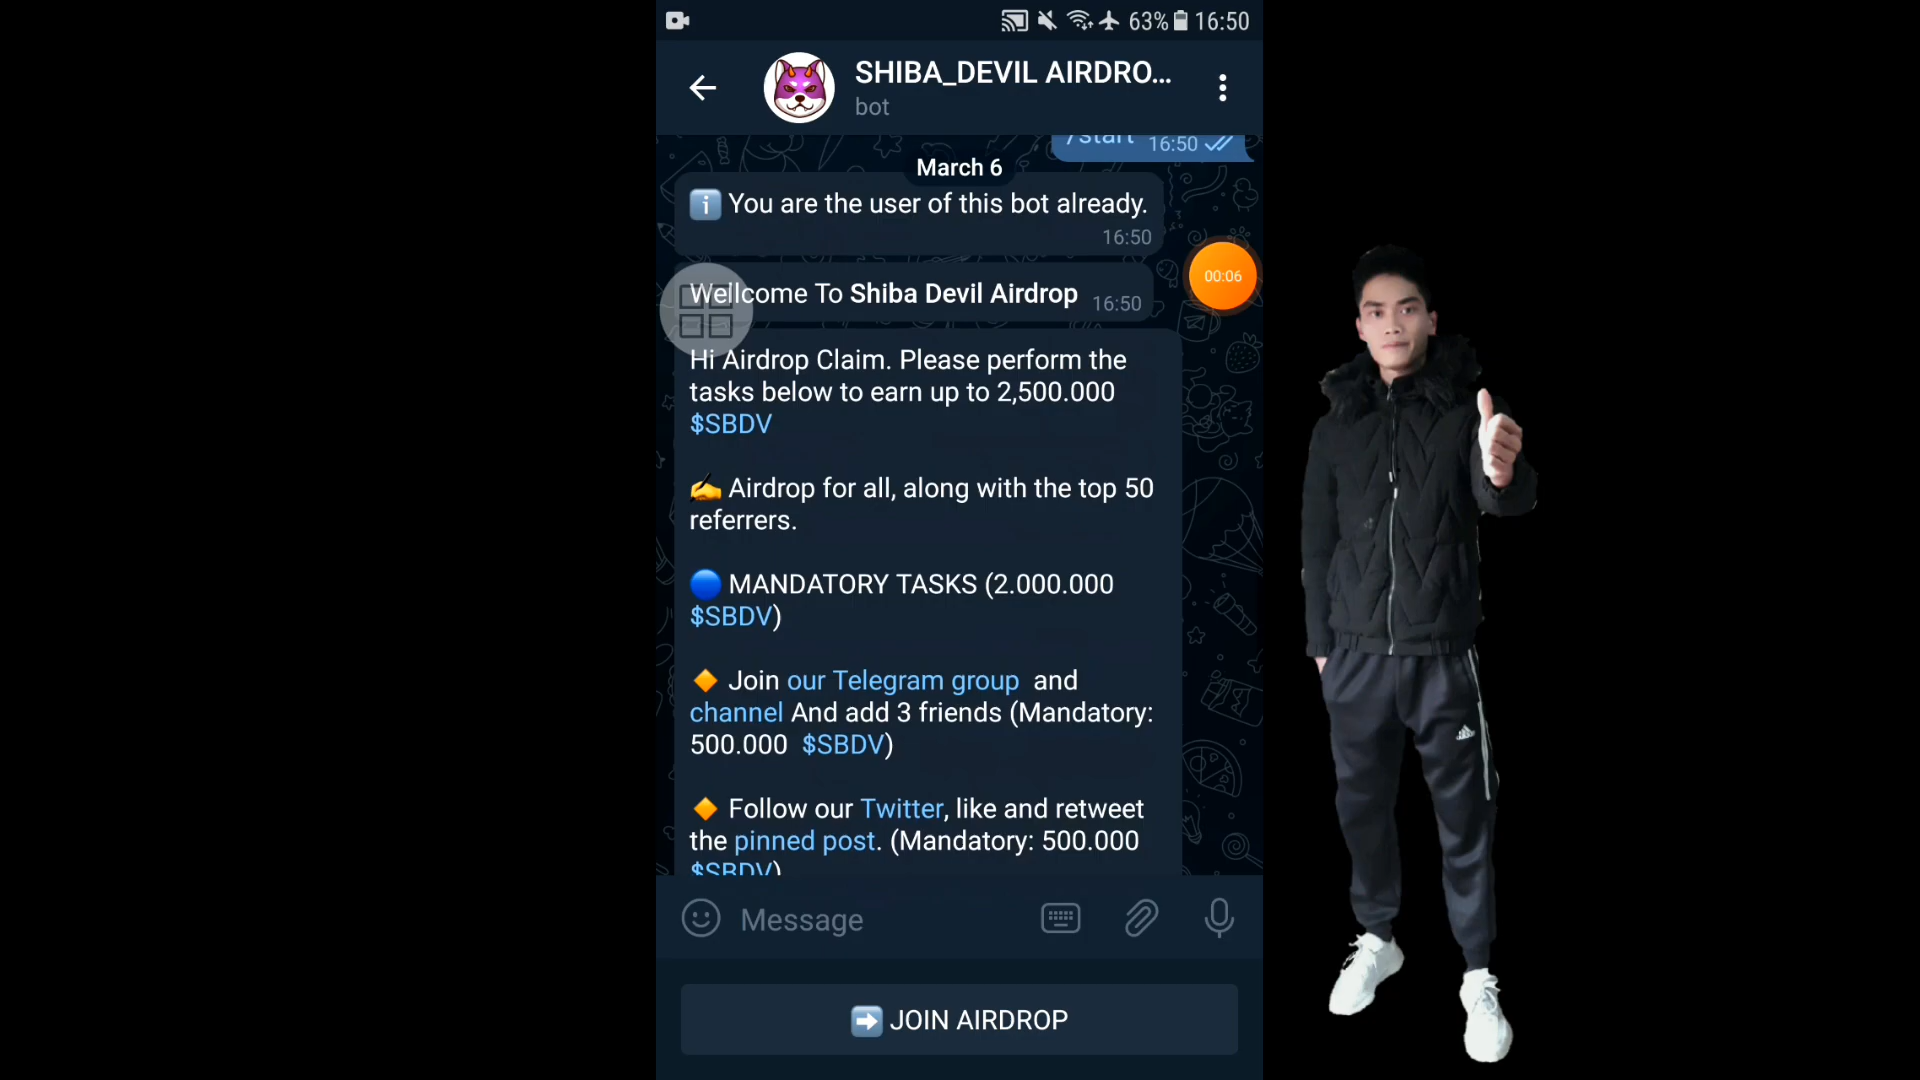 63% 16:50
SHIBA_DEVIL AIRDRO...
bot
/start 16:50
March 6
ℹ️ You are the user of this bot already.
16:50
00:06
Wellcome To Shiba Devil Airdrop 16:50
Hi Airdrop Claim. Please perform the
tasks below to earn up to 2,500.000
$SBDV
✍️ Airdrop for all, along with the top 50
referrers.
🔵 MANDATORY TASKS (2.000.000
$SBDV)
🔸 Join our Telegram group and
channel And add 3 friends (Mandatory:
500.000 $SBDV)
🔸 Follow our Twitter, like and retweet
the pinned post. (Mandatory: 500.000
$SBDV)
Message
➡️ JOIN AIRDROP